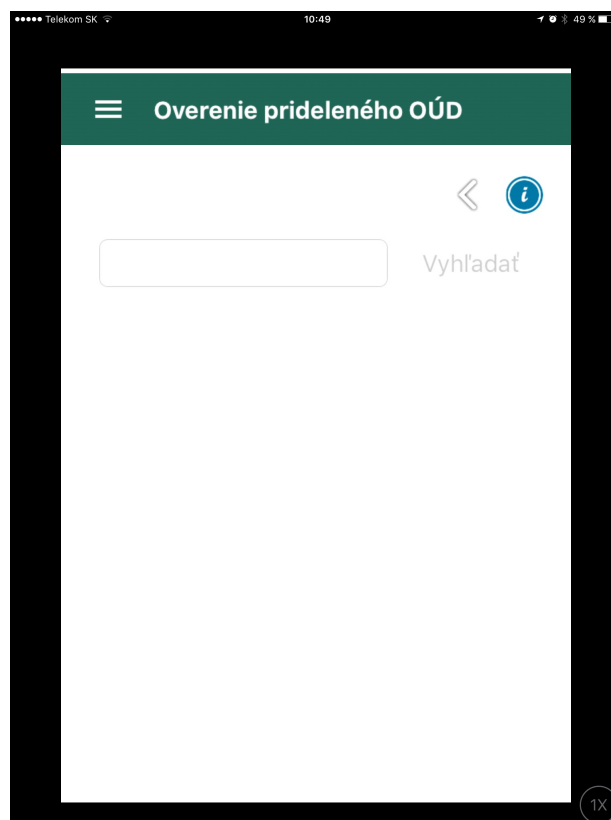 Telekom SK
10:49
49 %
Overenie prideleného OÚD
i
Vyhľadať
1X